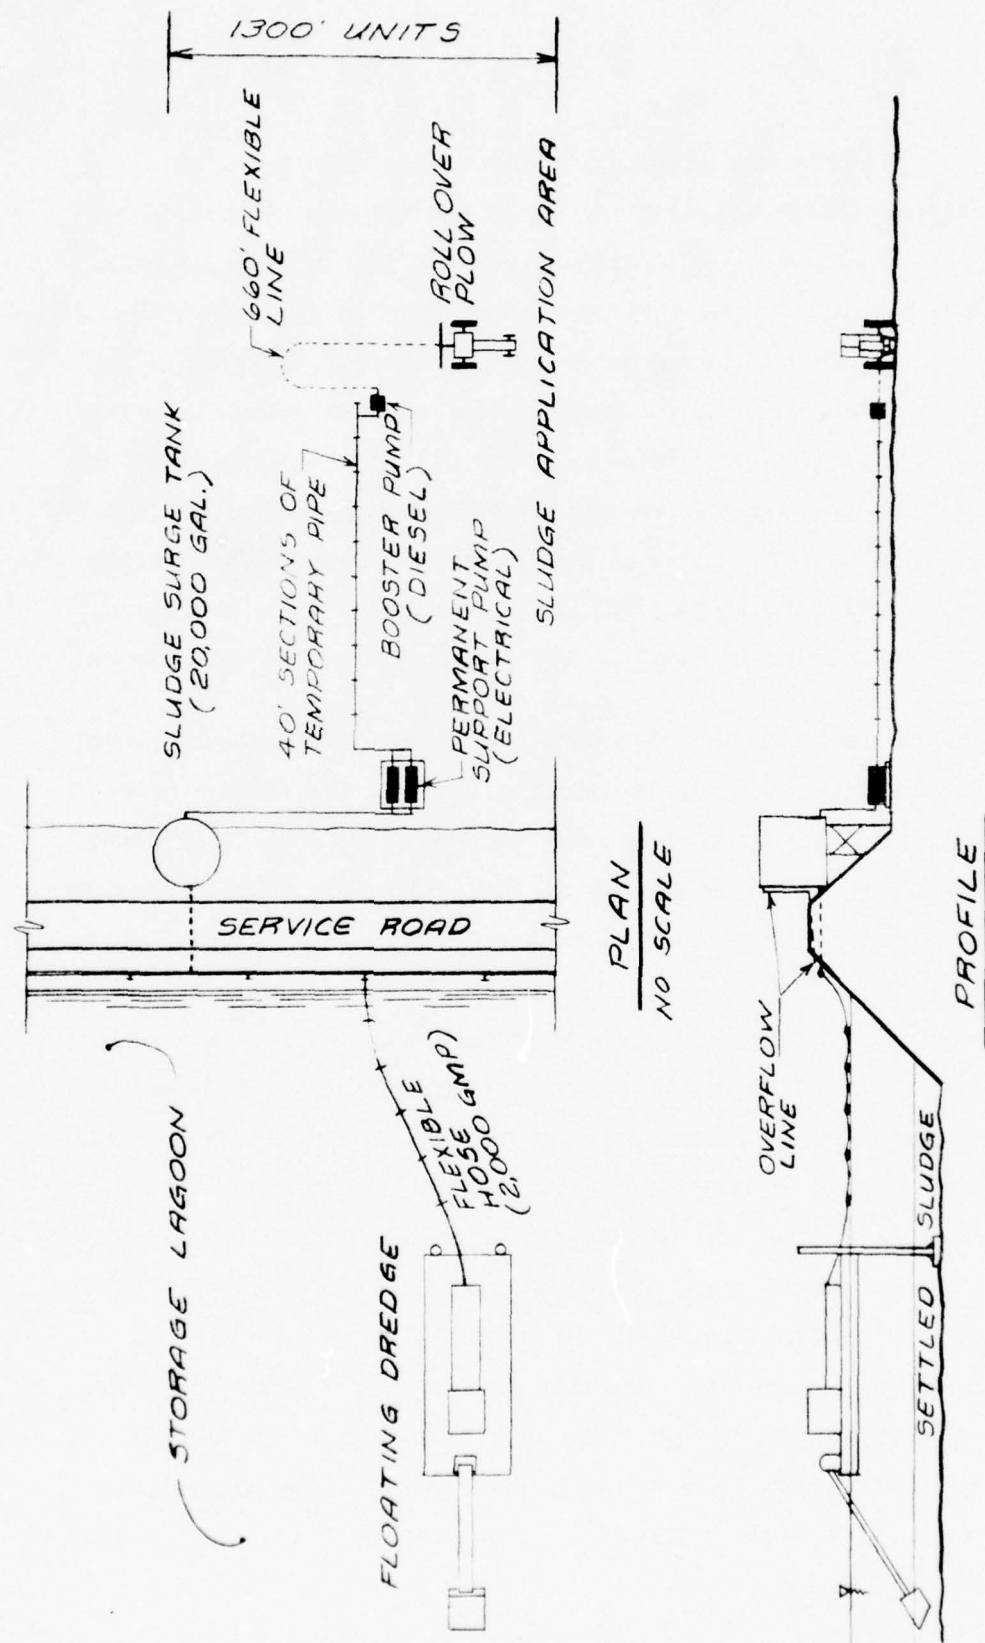 1300' UNITS
660' FLEXIBLE
LINE
ROLL OVER
PLOW
SLUDGE SURGE TANK
(20,000 GAL.)
40' SECTIONS OF
TEMPORARY PIPE
BOOSTER PUMP
(DIESEL)
PERMANENT
SUPPORT PUMP
(ELECTRICAL)
SLUDGE APPLICATION AREA
SERVICE ROAD
STORAGE LAGOON
FLEXIBLE
HOSE
(2,000 GMP)
FLOATING DREDGE
PLAN
NO SCALE
OVERFLOW
LINE
SETTLED SLUDGE
PROFILE